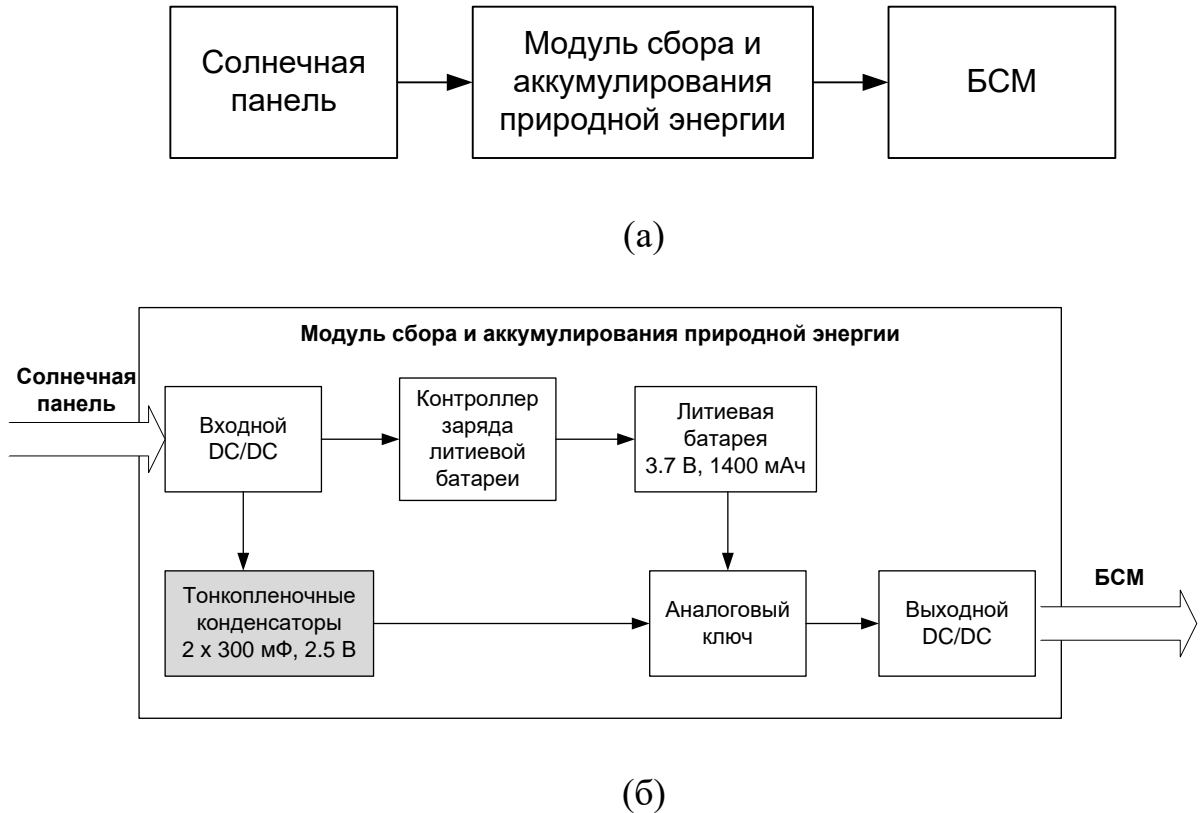 Солнечная
панель
Модуль сбора и
аккумулирования
природной энергии
БСМ
(а)
Модуль сбора и аккумулирования природной энергии
Солнечная
панель
Входной
DC/DC
Контроллер
заряда
литиевой
батареи
Литиевая
батарея
3.7 В, 1400 мАч
Тонкопленочные
конденсаторы
2 x 300 мФ, 2.5 В
Аналоговый
ключ
Выходной
DC/DC
БСМ
(б)